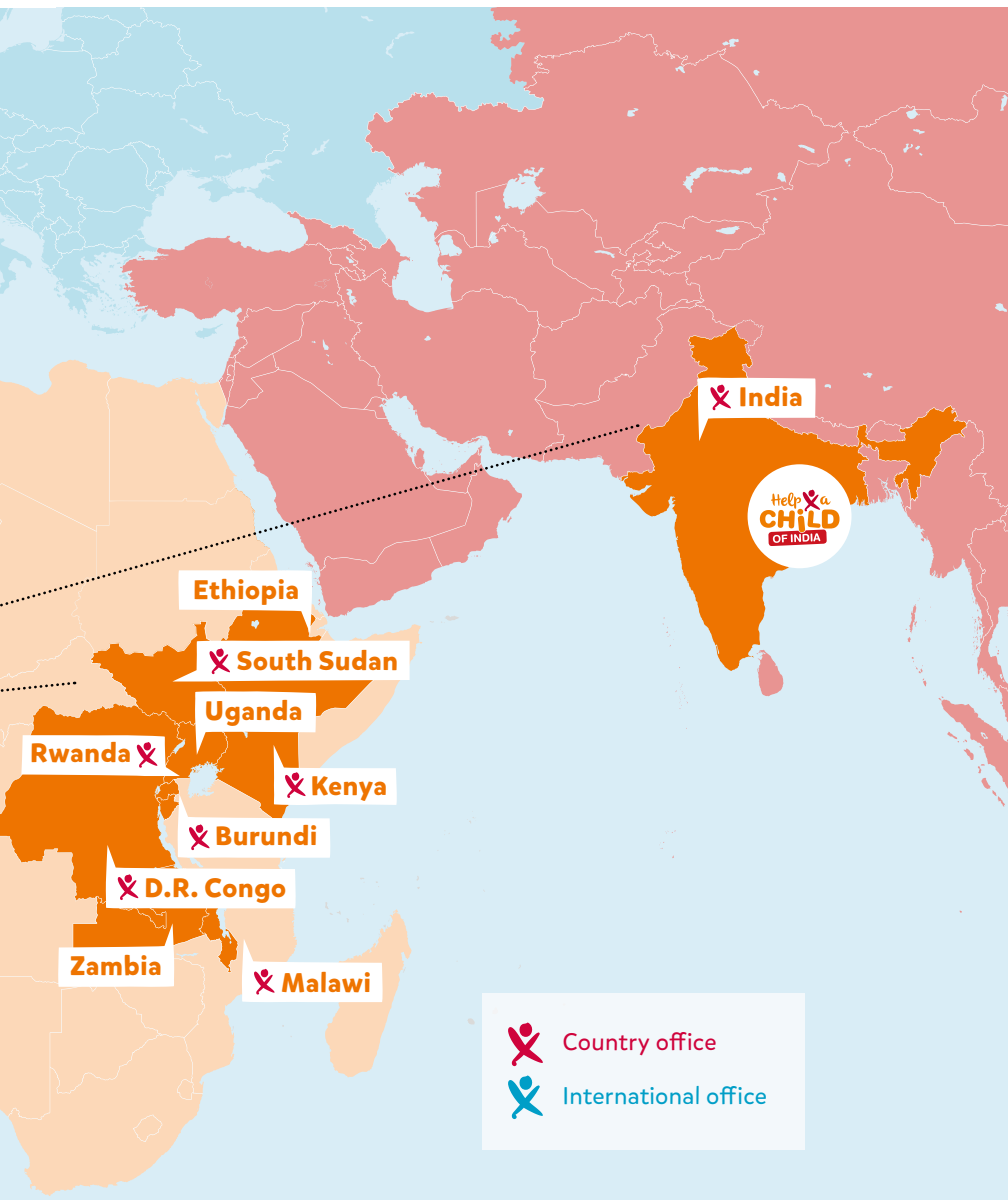 India
Help a
CHiLD
OF INDIA
Ethiopia
South Sudan
Uganda
Rwanda
Kenya
Burundi
D.R. Congo
Zambia
Malawi
Country office
International office